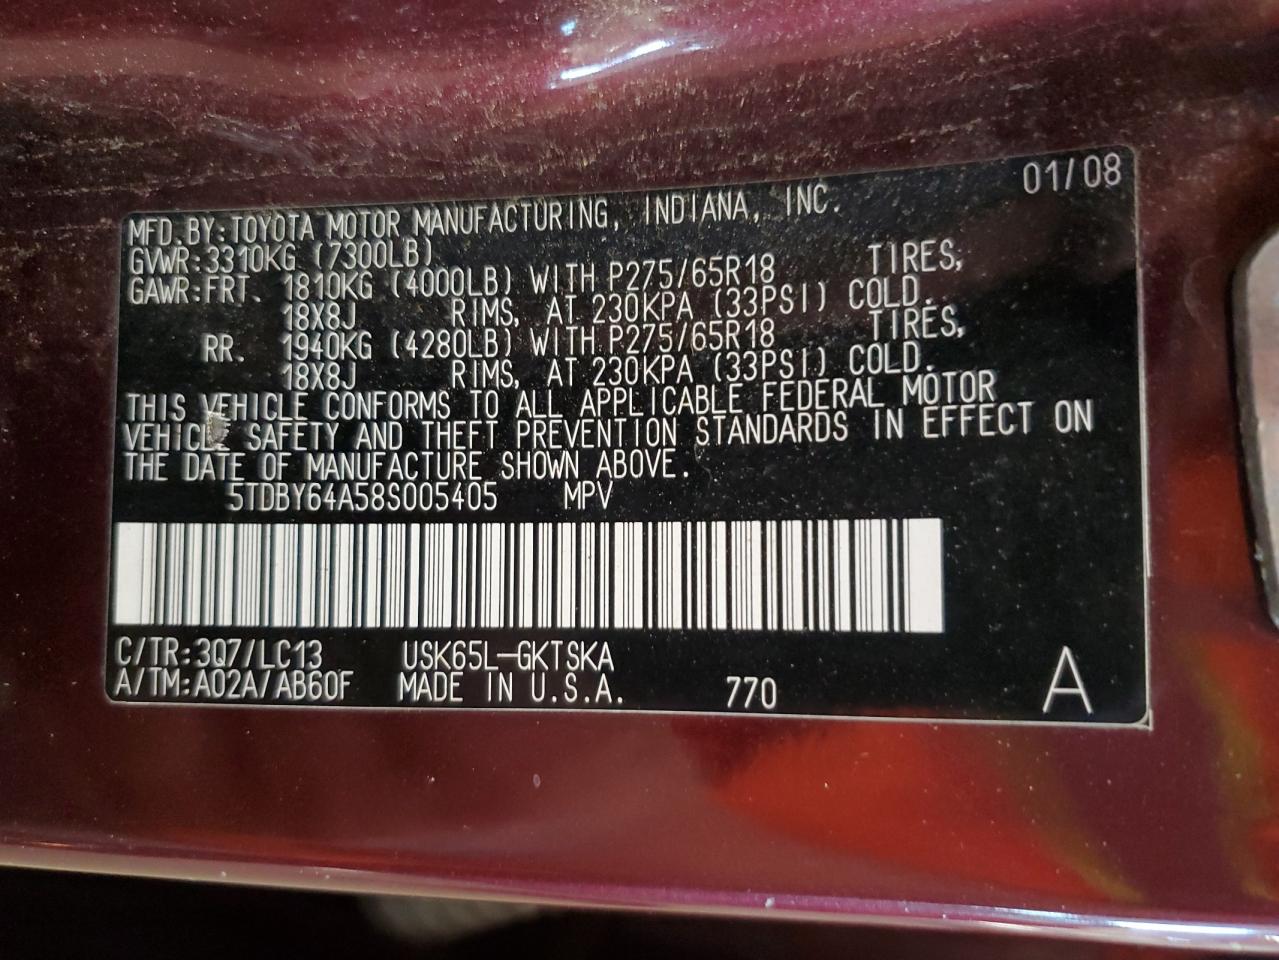 01/08
MFD.BY:TOYOTA MOTOR MANUFACTURING, INDIANA, INC.
GVWR:3310KG (7300LB)
GAWR:FRT. 1810KG (4000LB) WITH P275/65R18 TIRES,
18X8J RIMS, AT 230KPA (33PSI) COLD.
RR. 1940KG (4280LB) WITH P275/65R18 TIRES,
18X8J RIMS, AT 230KPA (33PSI) COLD.
THIS VEHICLE CONFORMS TO ALL APPLICABLE FEDERAL MOTOR
VEHICLE SAFETY AND THEFT PREVENTION STANDARDS IN EFFECT ON
THE DATE OF MANUFACTURE SHOWN ABOVE.
5TDBY64A58S005405 MPV
C/TR:3Q7/LC13 USK65L-GKTSKA
A/TM:A02A/AB60F MADE IN U.S.A. 770 A